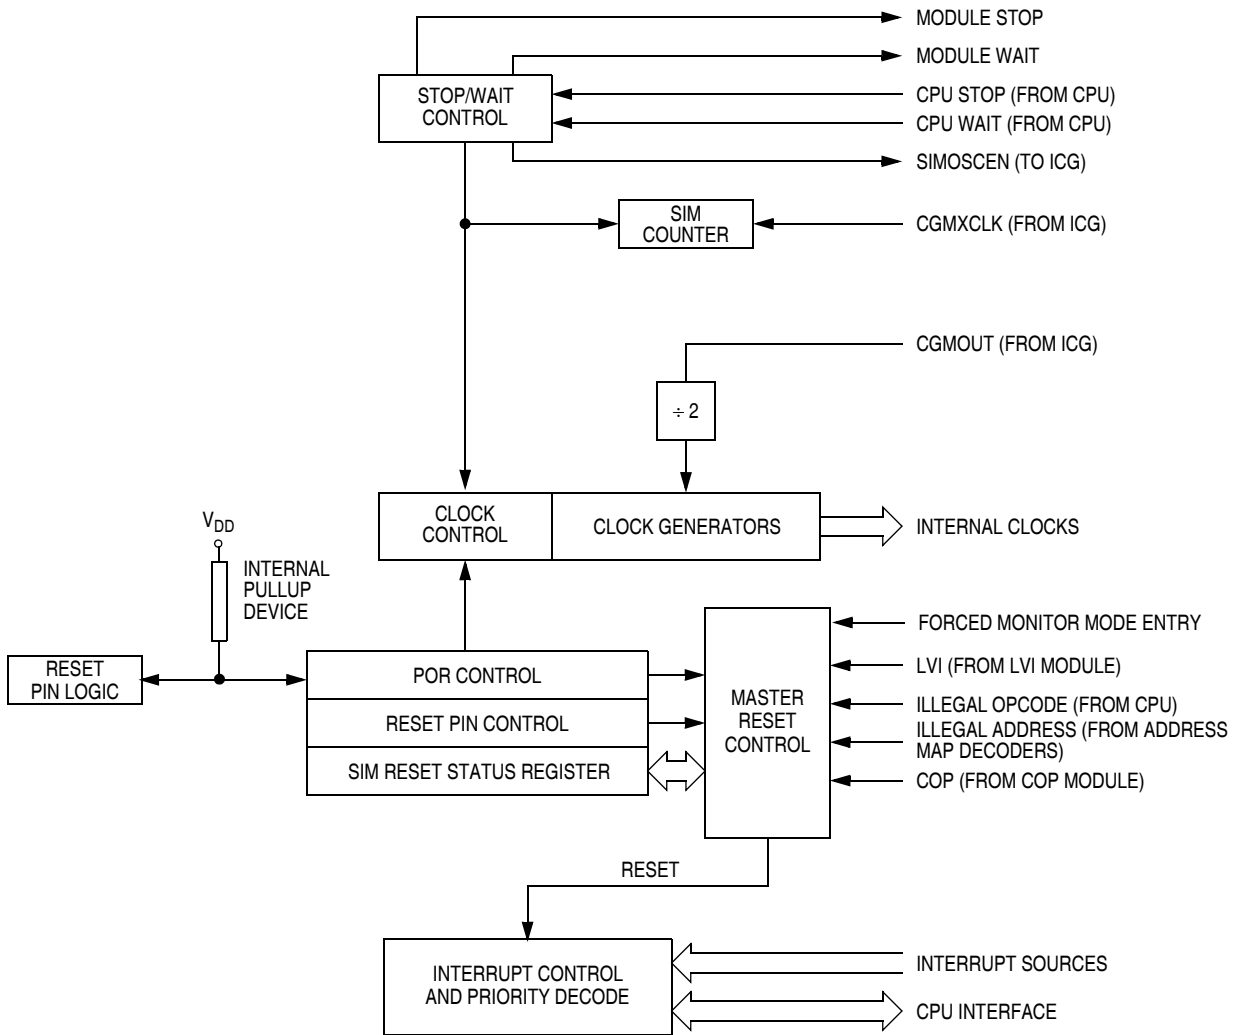 MODULE STOP
MODULE WAIT
STOP/WAIT
CONTROL
CPU STOP (FROM CPU)
CPU WAIT (FROM CPU)
SIMOSCEN (TO ICG)
SIM
COUNTER
CGMXCLK (FROM ICG)
CGMOUT (FROM ICG)
÷ 2
CLOCK
CONTROL
CLOCK GENERATORS
INTERNAL CLOCKS
VDD
INTERNAL
PULLUP
DEVICE
RESET
PIN LOGIC
POR CONTROL
RESET PIN CONTROL
SIM RESET STATUS REGISTER
MASTER
RESET
CONTROL
FORCED MONITOR MODE ENTRY
LVI (FROM LVI MODULE)
ILLEGAL OPCODE (FROM CPU)
ILLEGAL ADDRESS (FROM ADDRESS
MAP DECODERS)
COP (FROM COP MODULE)
RESET
INTERRUPT CONTROL
AND PRIORITY DECODE
INTERRUPT SOURCES
CPU INTERFACE